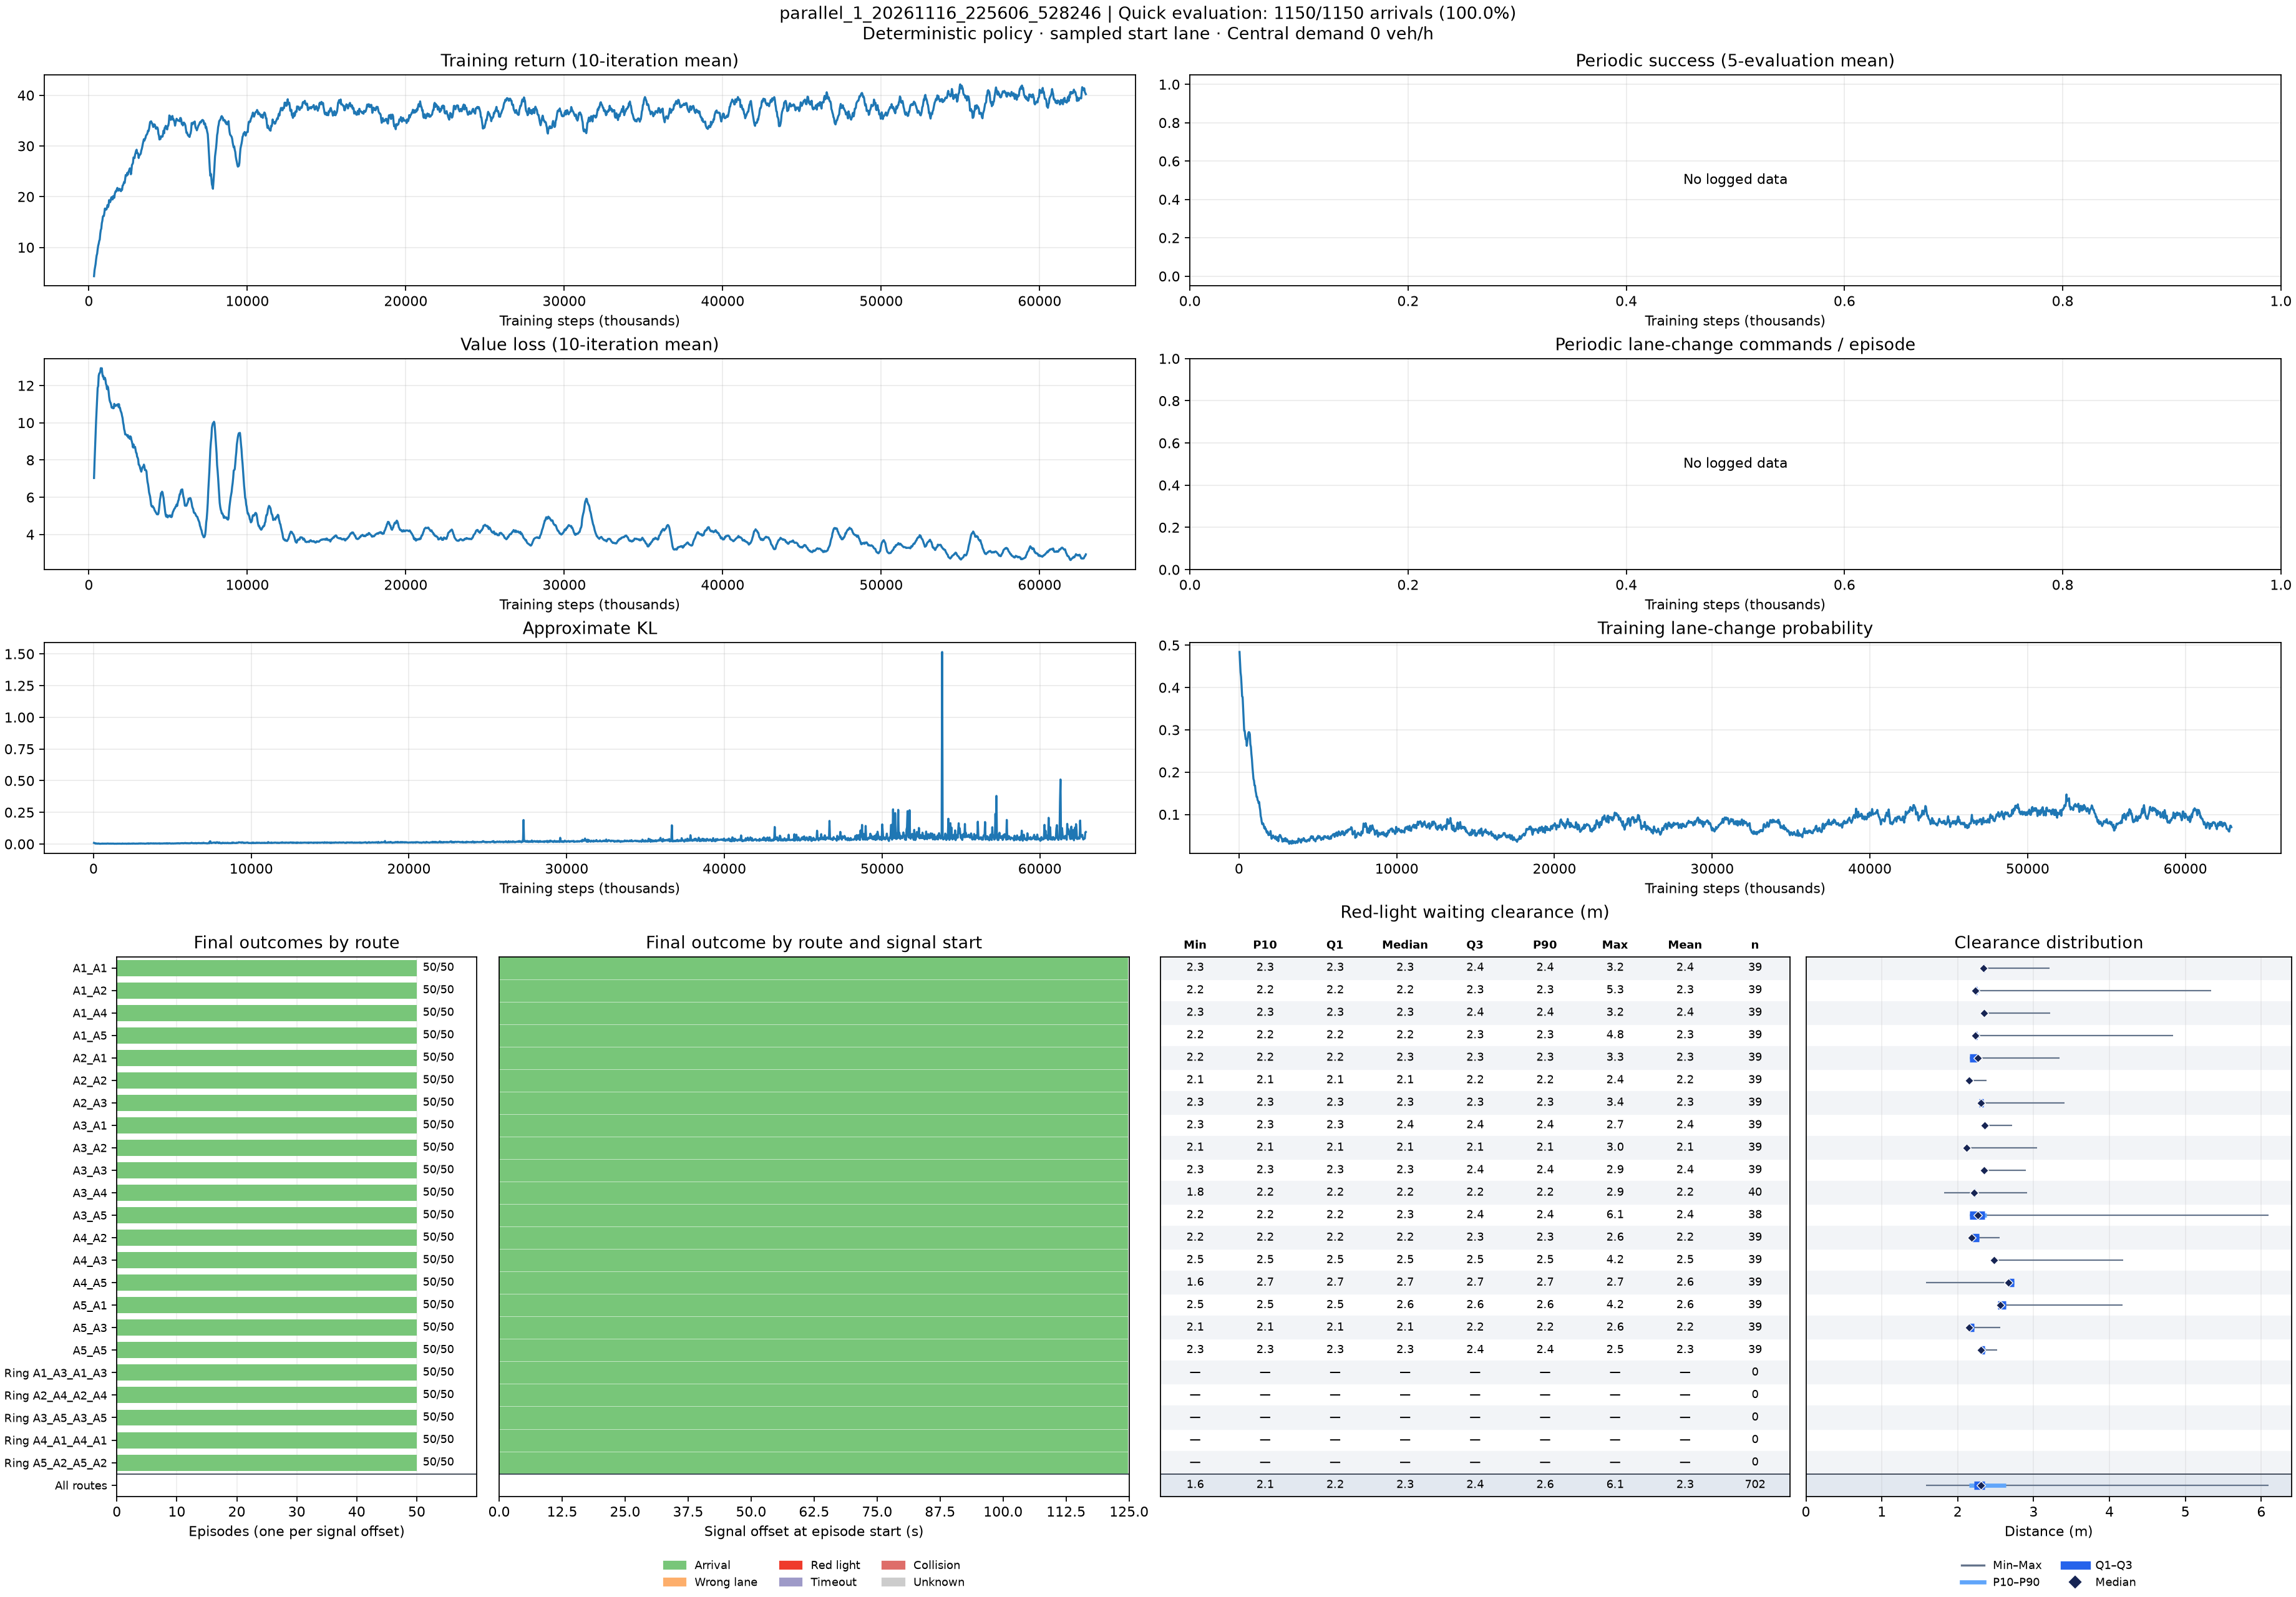 parallel_1_20261116_225606_528246 | Quick evaluation: 1150/1150 arrivals (100.0%)
Deterministic policy · sampled start lane · Central demand 0 veh/h
Training return (10-iteration mean)
40
30
20
10
0 10000 20000 30000 40000 50000 60000
Training steps (thousands)
Periodic success (5-evaluation mean)
1.0
0.8
0.6
0.4
0.2
0.0
No logged data
0.0 0.2 0.4 0.6 0.8 1.0
Training steps (thousands)
Value loss (10-iteration mean)
12
10
8
6
4
0 10000 20000 30000 40000 50000 60000
Training steps (thousands)
Periodic lane-change commands / episode
1.0
0.8
0.6
0.4
0.2
0.0
No logged data
0.0 0.2 0.4 0.6 0.8 1.0
Training steps (thousands)
Approximate KL
1.50
1.25
1.00
0.75
0.50
0.25
0.00
0 10000 20000 30000 40000 50000 60000
Training steps (thousands)
Training lane-change probability
0.5
0.4
0.3
0.2
0.1
0 10000 20000 30000 40000 50000 60000
Training steps (thousands)
Red-light waiting clearance (m)
Final outcomes by route
Final outcome by route and signal start
Clearance distribution
Min P10 Q1 Median Q3 P90 Max Mean n
A1_A1 50/50 2.3 2.3 2.3 2.3 2.4 2.4 3.2 2.4 39
A1_A2 50/50 2.2 2.2 2.2 2.2 2.3 2.3 5.3 2.3 39
A1_A4 50/50 2.3 2.3 2.3 2.3 2.4 2.4 3.2 2.4 39
A1_A5 50/50 2.2 2.2 2.2 2.2 2.3 2.3 4.8 2.3 39
A2_A1 50/50 2.2 2.2 2.2 2.3 2.3 2.3 3.3 2.3 39
A2_A2 50/50 2.1 2.1 2.1 2.1 2.2 2.2 2.4 2.2 39
A2_A3 50/50 2.3 2.3 2.3 2.3 2.3 2.3 3.4 2.3 39
A3_A1 50/50 2.3 2.3 2.3 2.4 2.4 2.4 2.7 2.4 39
A3_A2 50/50 2.1 2.1 2.1 2.1 2.1 2.1 3.0 2.1 39
A3_A3 50/50 2.3 2.3 2.3 2.3 2.4 2.4 2.9 2.4 39
A3_A4 50/50 1.8 2.2 2.2 2.2 2.2 2.2 2.9 2.2 40
A3_A5 50/50 2.2 2.2 2.2 2.3 2.4 2.4 6.1 2.4 38
A4_A2 50/50 2.2 2.2 2.2 2.2 2.3 2.3 2.6 2.2 39
A4_A3 50/50 2.5 2.5 2.5 2.5 2.5 2.5 4.2 2.5 39
A4_A5 50/50 1.6 2.7 2.7 2.7 2.7 2.7 2.7 2.6 39
A5_A1 50/50 2.5 2.5 2.5 2.6 2.6 2.6 4.2 2.6 39
A5_A3 50/50 2.1 2.1 2.1 2.1 2.2 2.2 2.6 2.2 39
A5_A5 50/50 2.3 2.3 2.3 2.3 2.4 2.4 2.5 2.3 39
Ring A1_A3_A1_A3 50/50 — — — — — — — — 0
Ring A2_A4_A2_A4 50/50 — — — — — — — — 0
Ring A3_A5_A3_A5 50/50 — — — — — — — — 0
Ring A4_A1_A4_A1 50/50 — — — — — — — — 0
Ring A5_A2_A5_A2 50/50 — — — — — — — — 0
All routes 1.6 2.1 2.2 2.3 2.4 2.6 6.1 2.3 702
0 10 20 30 40 50
Episodes (one per signal offset)
0.0 12.5 25.0 37.5 50.0 62.5 75.0 87.5 100.0 112.5 125.0
Signal offset at episode start (s)
0 1 2 3 4 5 6
Distance (m)
Arrival Red light Collision
Wrong lane Timeout Unknown
Min–Max Q1–Q3
P10–P90 Median